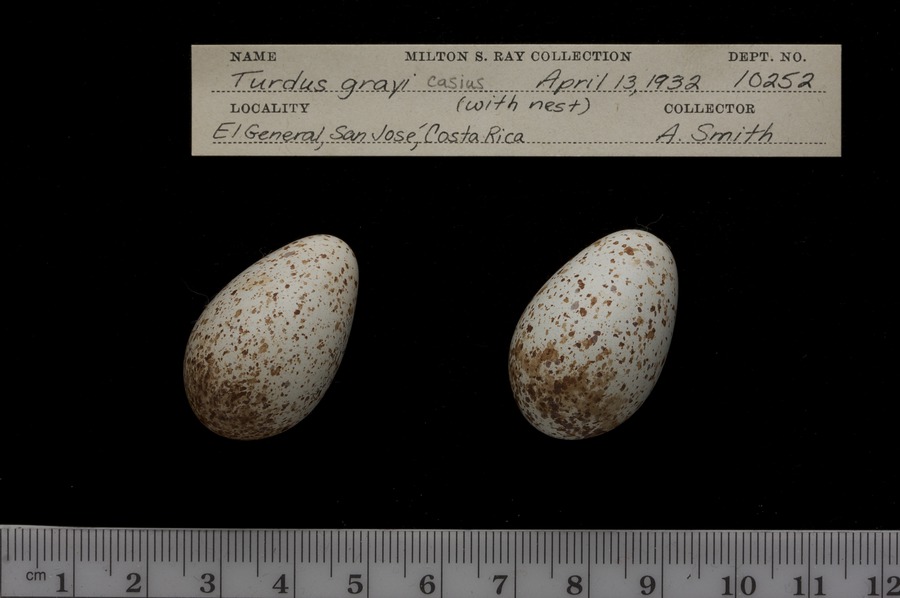 NAME MILTON S. RAY COLLECTION DEPT. NO.
Turdus grayi casius April 13, 1932 10252
LOCALITY (with nest) COLLECTOR
El General, San José, Costa Rica A. Smith
cm 1 2 3 4 5 6 7 8 9 10 11 12